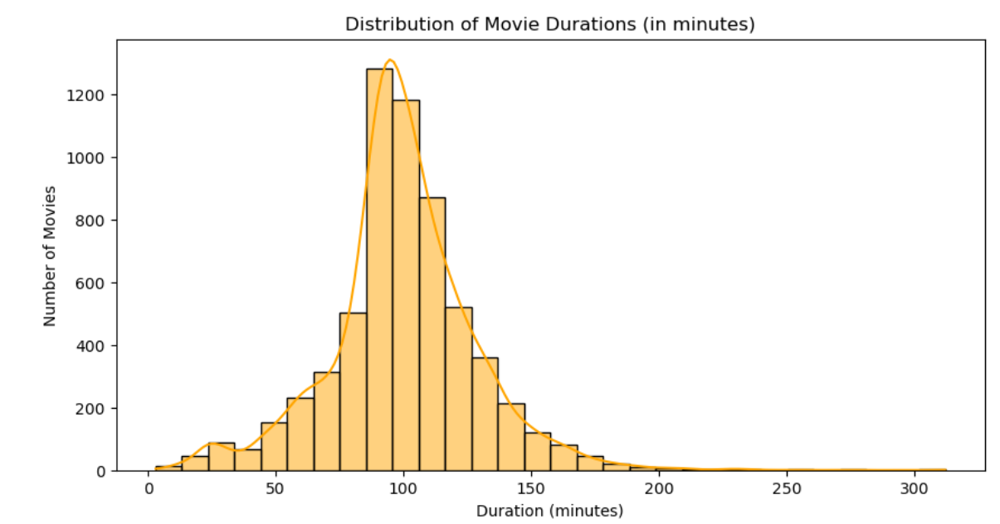 Distribution of Movie Durations (in minutes)
Number of Movies
1200
1000
800
600
400
200
0
0 50 100 150 200 250 300
Duration (minutes)